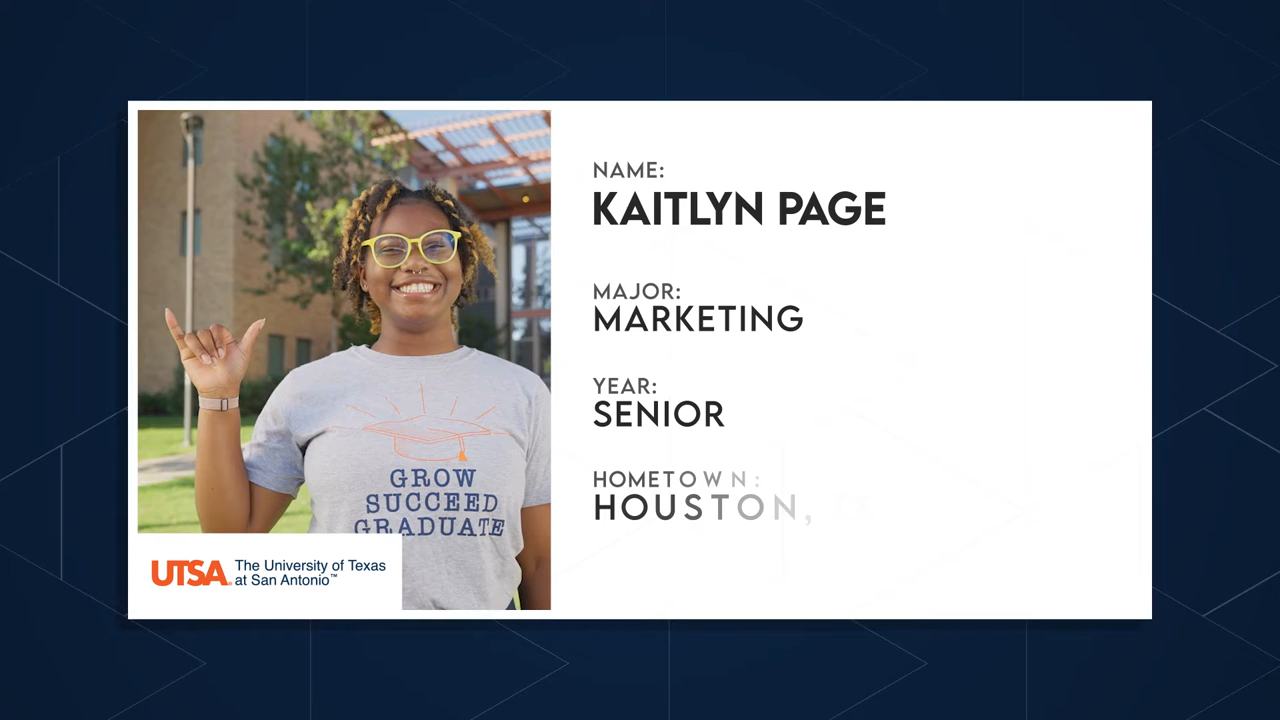 NAME:
KAITLYN PAGE
MAJOR:
MARKETING
YEAR:
SENIOR
HOMETOWN:
HOUSTON,
GROW
SUCCEED
GRADUATE
UTSA The University of Texas
at San Antonio™